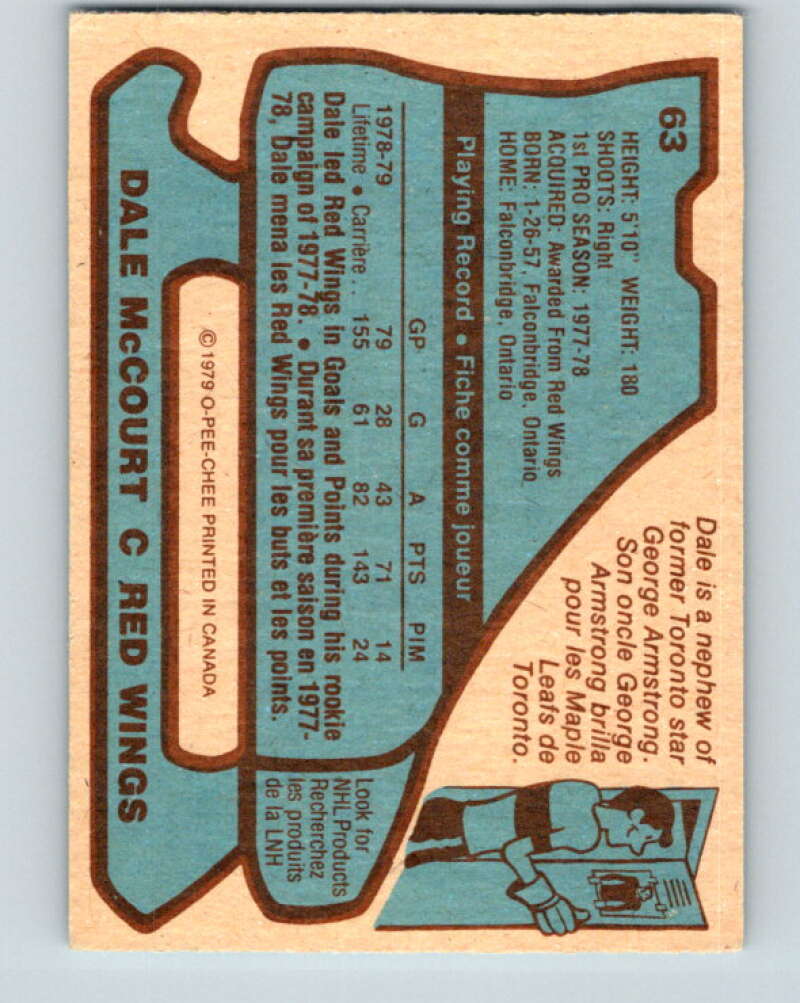 63
HEIGHT: 5'10" WEIGHT: 180
SHOOTS: Right
1st PRO SEASON: 1977-78
ACQUIRED: Awarded From Red Wings
BORN: 1-26-57, Falconbridge, Ontario
HOME: Falconbridge, Ontario
Dale is a nephew of
former Toronto star
George Armstrong.
Son oncle George
Armstrong brilla
pour les Maple
Leafs de
Toronto.
Playing Record • Fiche comme joueur
GP G A PTS PIM
1978-79 79 28 43 71 14
Lifetime • Carrière .. 155 61 82 143 24
Dale led Red Wings in Goals and Points during his rookie
campaign of 1977-78. • Durant sa première saison en 1977-
78, Dale mena les Red Wings pour les buts et les points.
Look for
NHL Products
Recherchez
les produits
de la LNH
© 1979 O-PEE-CHEE PRINTED IN CANADA
DALE McCOURT C RED WINGS